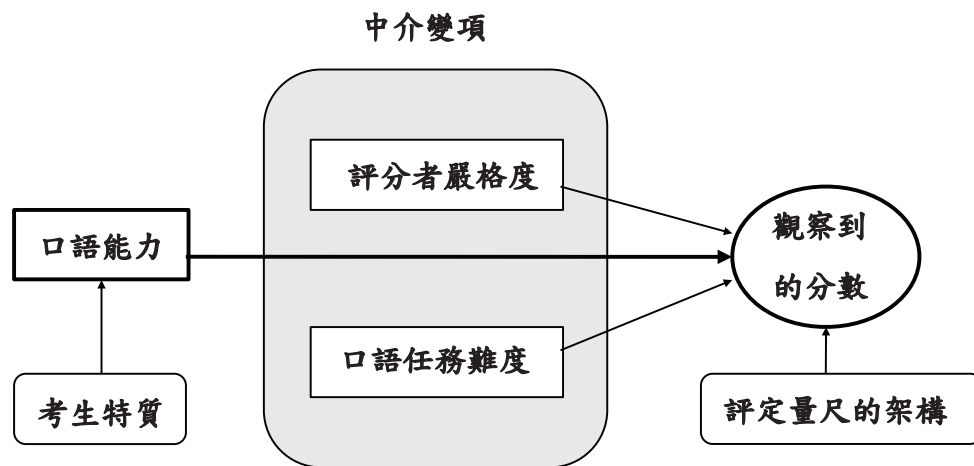 中介變項
評分者嚴格度
口語能力
觀察到
的分數
口語任務難度
考生特質
評定量尺的架構